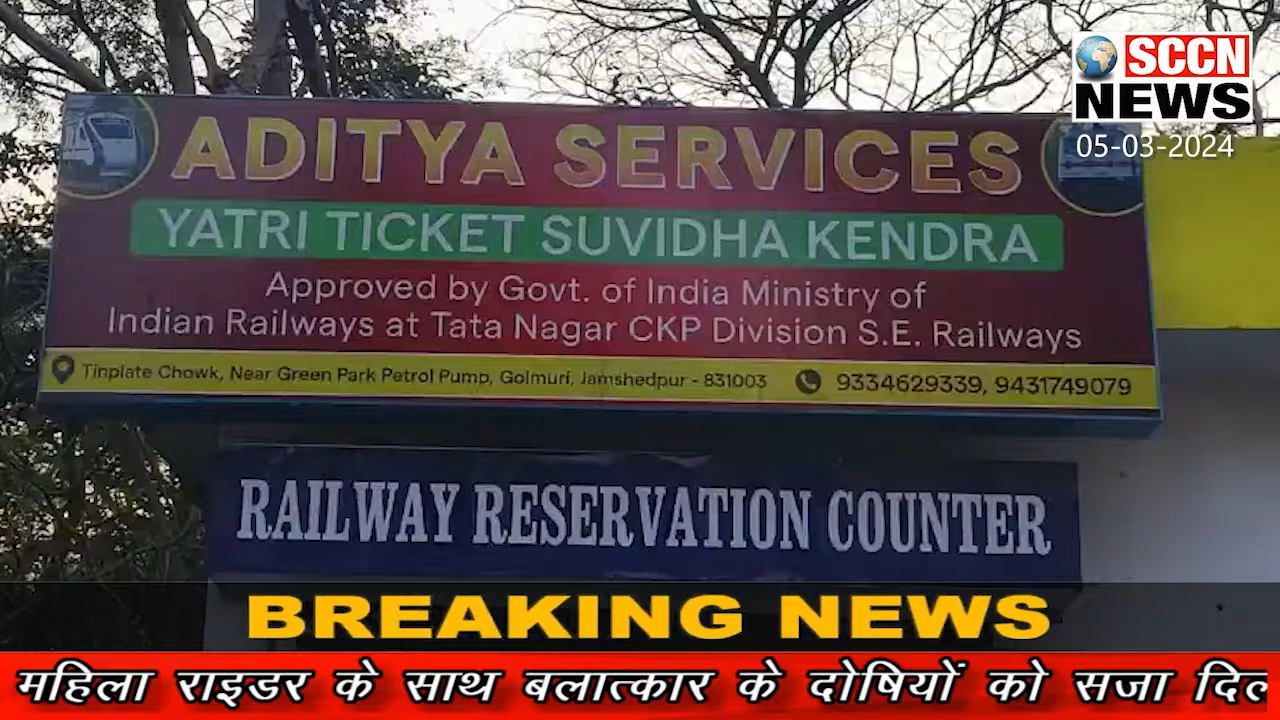 SCCN
NEWS
05-03-2024
ADITYA SERVICES
YATRI TICKET SUVIDHA KENDRA
Approved by Govt. of India Ministry of
Indian Railways at Tata Nagar CKP Division S.E. Railways
Tinplate Chowk, Near Green Park Petrol Pump, Golmuri, Jamshedpur - 831003 9334629339, 9431749079
RAILWAY RESERVATION COUNTER
BREAKING NEWS
महिला राइडर के साथ बलात्कार के दोषियों को सजा